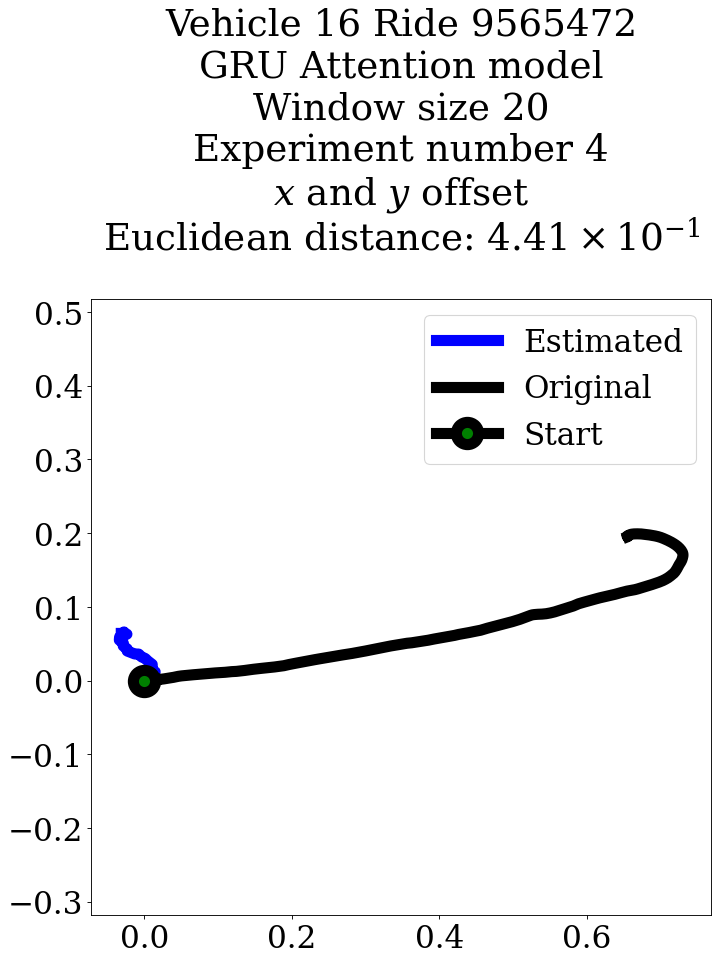 Vehicle 16 Ride 9565472
GRU Attention model
Window size 20
Experiment number 4
x and y offset
Euclidean distance: 4.41 × 10⁻¹
Estimated
Original
Start
0.5
0.4
0.3
0.2
0.1
0.0
−0.1
−0.2
−0.3
0.0 0.2 0.4 0.6